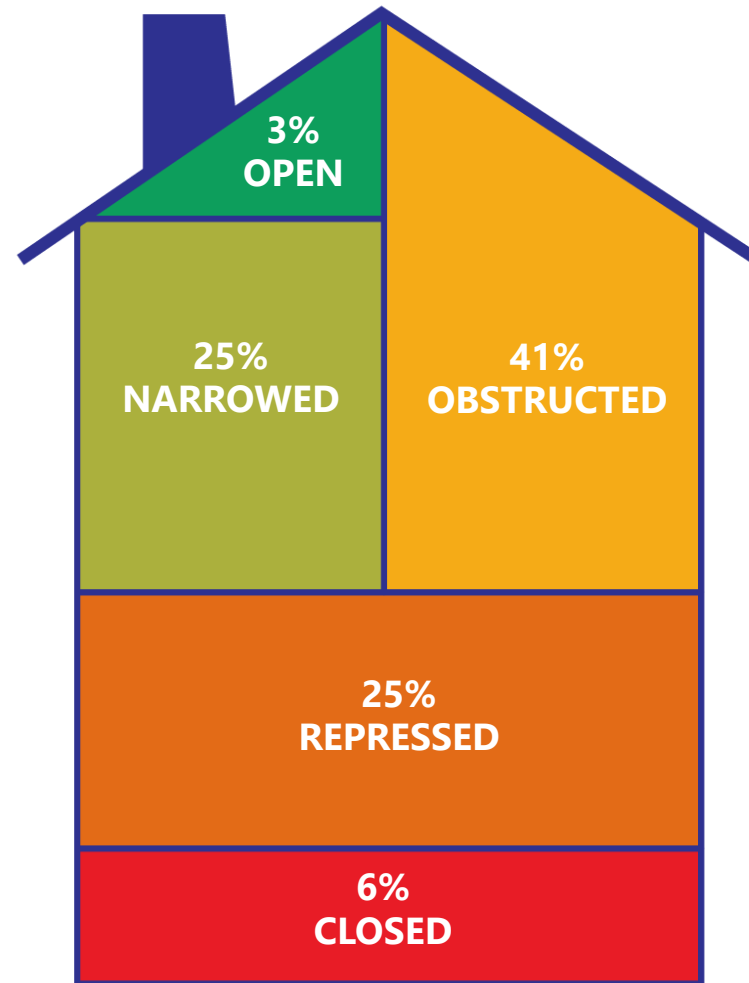 3%
OPEN
25%
NARROWED
41%
OBSTRUCTED
25%
REPRESSED
6%
CLOSED